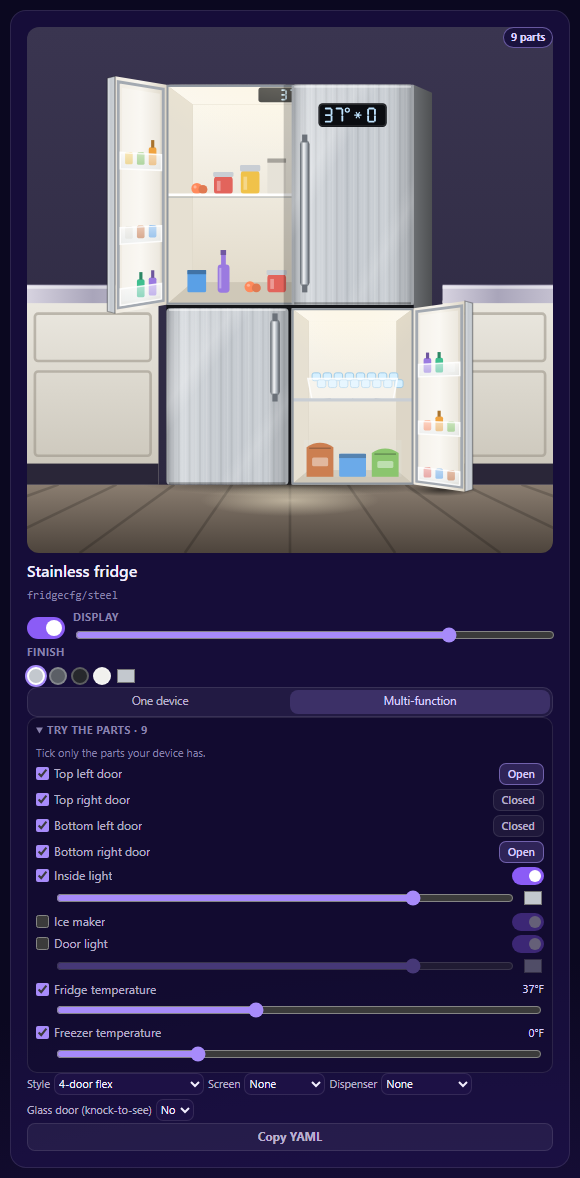 9 parts
3
37°*0
Stainless fridge
fridgecfg/steel
DISPLAY
FINISH
One device
Multi-function
▼ TRY THE PARTS · 9
Tick only the parts your device has.
Top left door Open
Top right door Closed
Bottom left door Closed
Bottom right door Open
Inside light
Ice maker
Door light
Fridge temperature 37°F
Freezer temperature 0°F
Style 4-door flex Screen None Dispenser None
Glass door (knock-to-see) No
Copy YAML